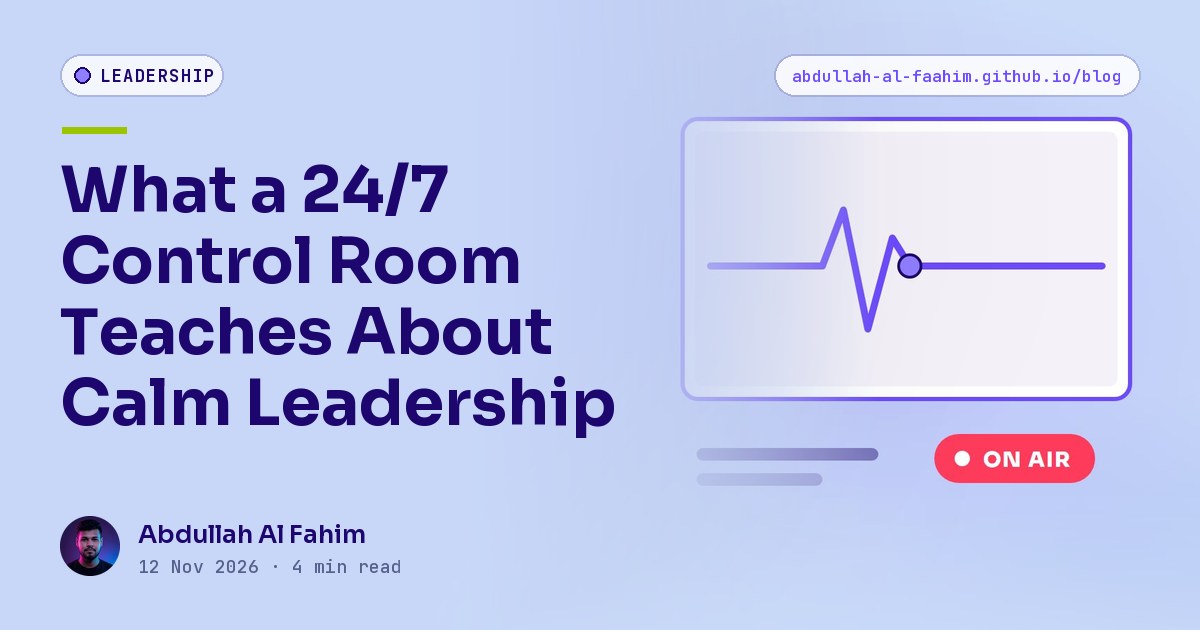 LEADERSHIP
abdullah-al-faahim.github.io/blog
What a 24/7
Control Room
Teaches About
Calm Leadership
ON AIR
Abdullah Al Fahim
12 Nov 2026 · 4 min read